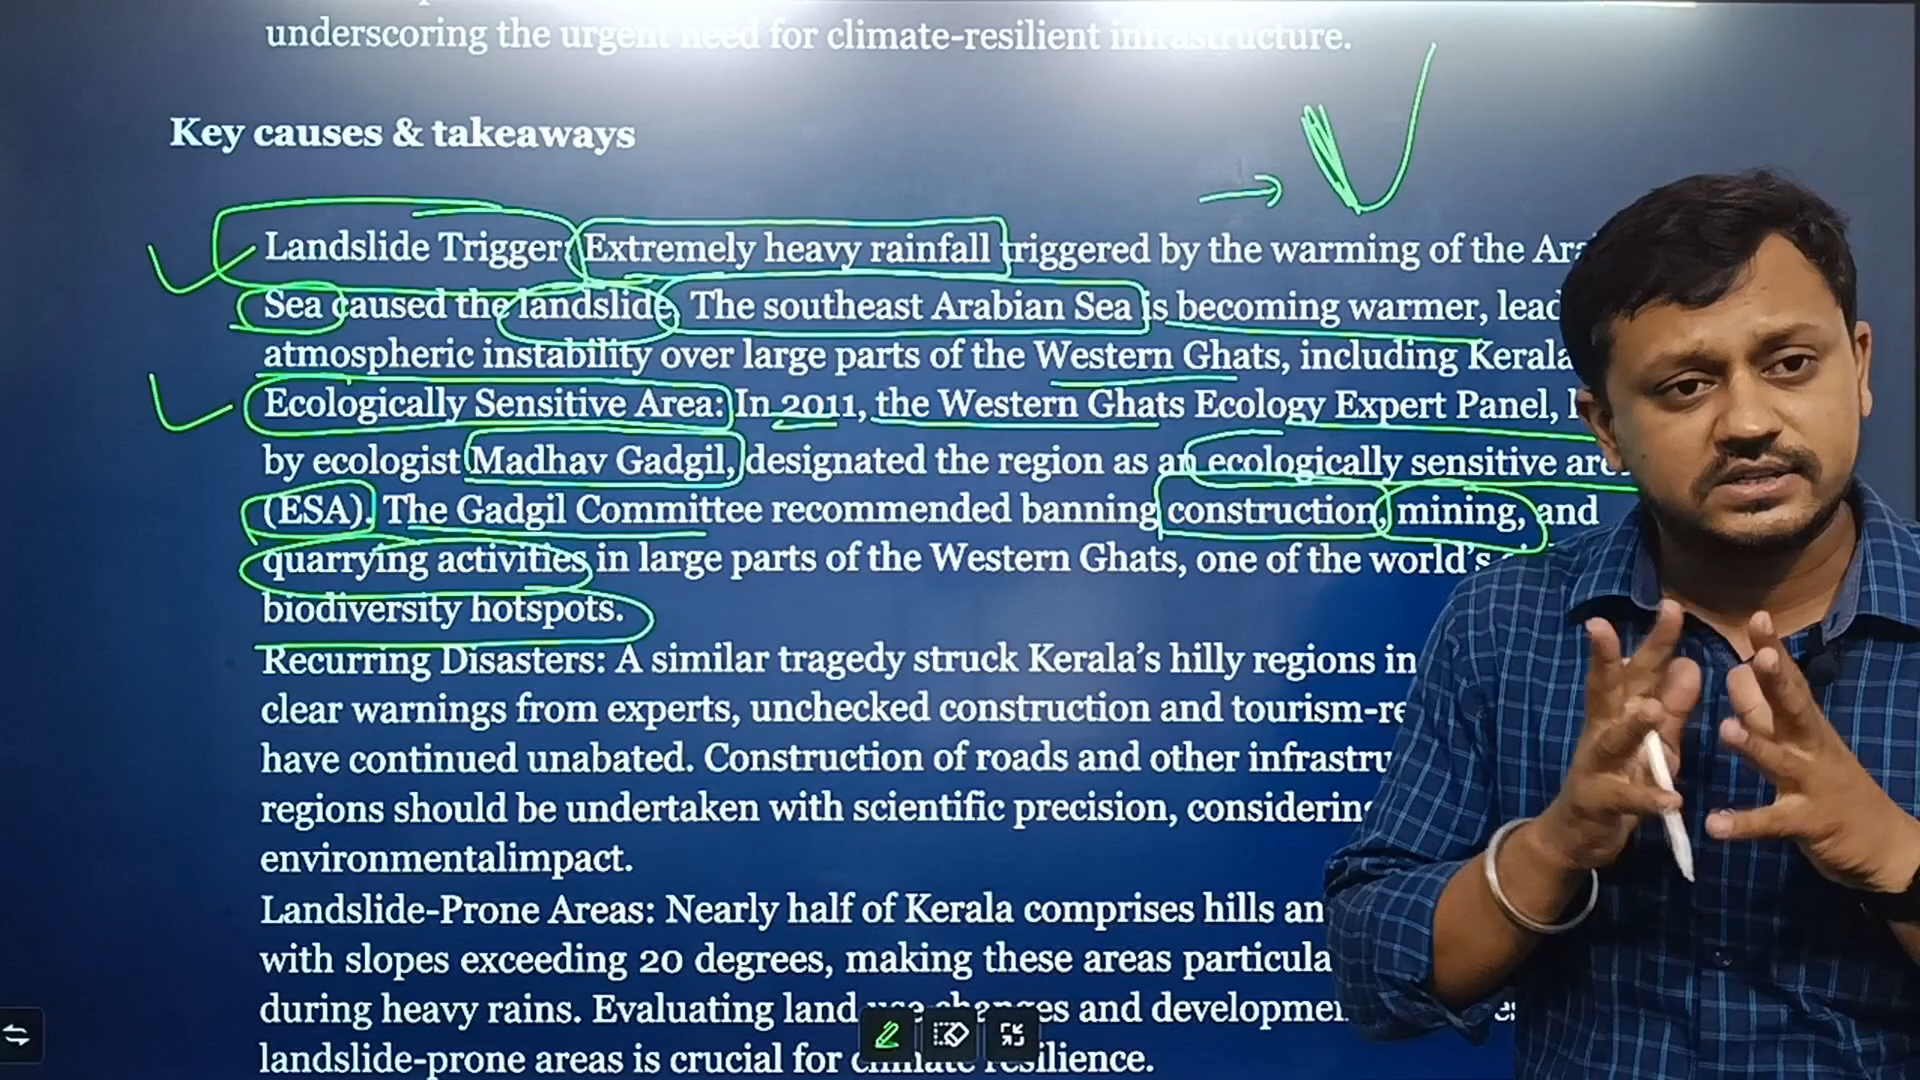 underscoring the urgent need for climate-resilient infrastructure.
Key causes & takeaways
Landslide Trigger: Extremely heavy rainfall triggered by the warming of the
Sea caused the landslide. The southeast Arabian Sea is becoming warmer,
atmospheric instability over large parts of the Western Ghats, including Kerala
Ecologically Sensitive Area: In 2011, the Western Ghats Ecology Expert Panel,
by ecologist Madhav Gadgil, designated the region as an ecologically sensitive
(ESA). The Gadgil Committee recommended banning construction, mining, and
quarrying activities in large parts of the Western Ghats, one of the world's
biodiversity hotspots.
Recurring Disasters: A similar tragedy struck Kerala's hilly regions in
clear warnings from experts, unchecked construction and
have continued unabated. Construction of roads and other
regions should be undertaken with scientific precision,
environmentalimpact.
Landslide-Prone Areas: Nearly half of Kerala comprises hills
with slopes exceeding 20 degrees, making these areas
during heavy rains. Evaluating land use changes and
landslide-prone areas is crucial for climate resilience.